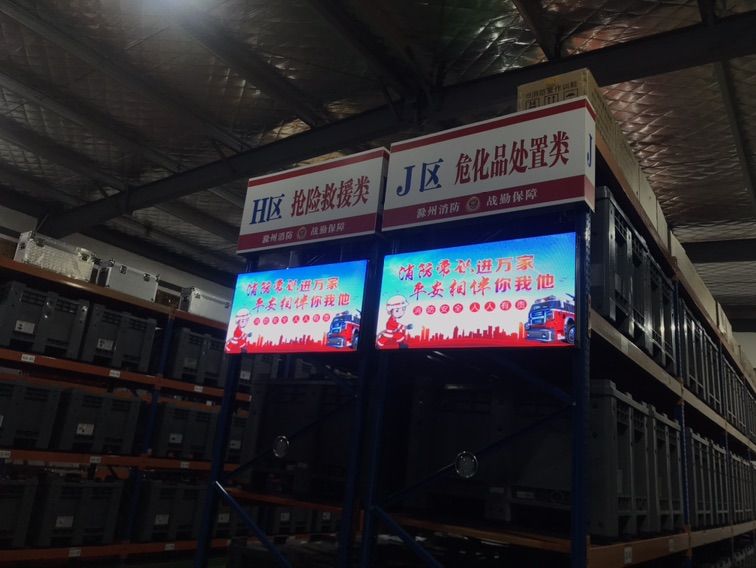 H区 抢险救援类
滁州消防 战勤保障
J区 危化品处置类
滁州消防 战勤保障
J
消防常识进万家
平安相伴你我他
消防安全人人有责
消防常识进万家
平安相伴你我他
消防安全人人有责